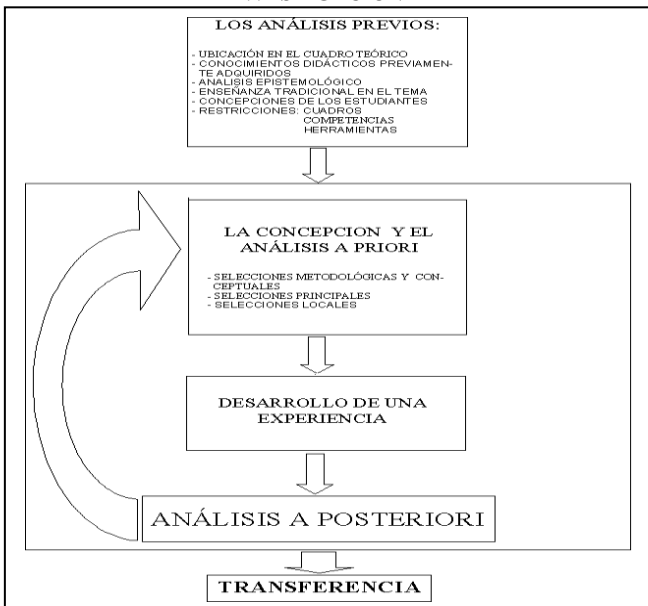 LOS ANÁLISIS PREVIOS:
- UBICACIÓN EN EL CUADRO TEÓRICO
- CONOCIMIENTOS DIDÁCTICOS PREVIAMEN-
TE ADQUIRIDOS
- ANALISIS EPISTEMOLÓGICO
- ENSEÑANZA TRADICIONAL EN EL TEMA
- CONCEPCIONES DE LOS ESTUDIANTES
- RESTRICCIONES: CUADROS
COMPETENCIAS
HERRAMIENTAS
LA CONCEPCION Y EL
ANÁLISIS A PRIORI
- SELECCIONES METODOLÓGICAS Y CON-
CEPTUALES
- SELECCIONES PRINCIPALES
- SELECCIONES LOCALES
DESARROLLO DE UNA
EXPERIENCIA
ANÁLISIS A POSTERIORI
TRANSFERENCIA